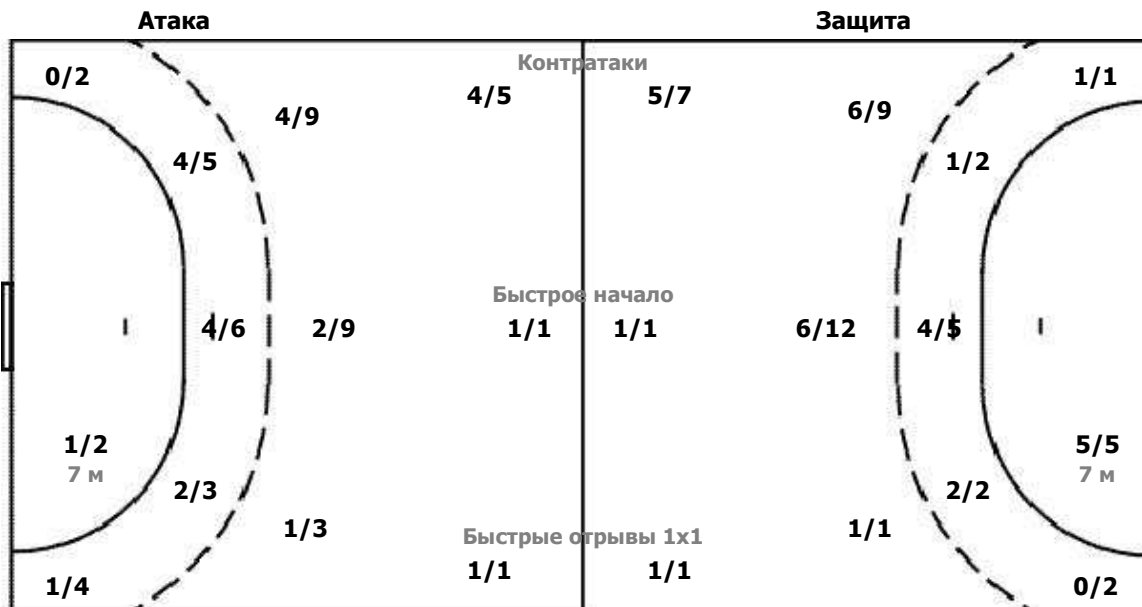 Атака Защита
Контратаки
0/2 4/5 5/7 1/1
4/9 6/9
4/5 1/2
Быстрое начало
4/6 2/9 1/1 1/1 6/12 4/5
1/2 5/5
7 м 7 м
2/3 2/2
1/3 Быстрые отрывы 1х1 1/1
1/4 1/1 1/1 0/2